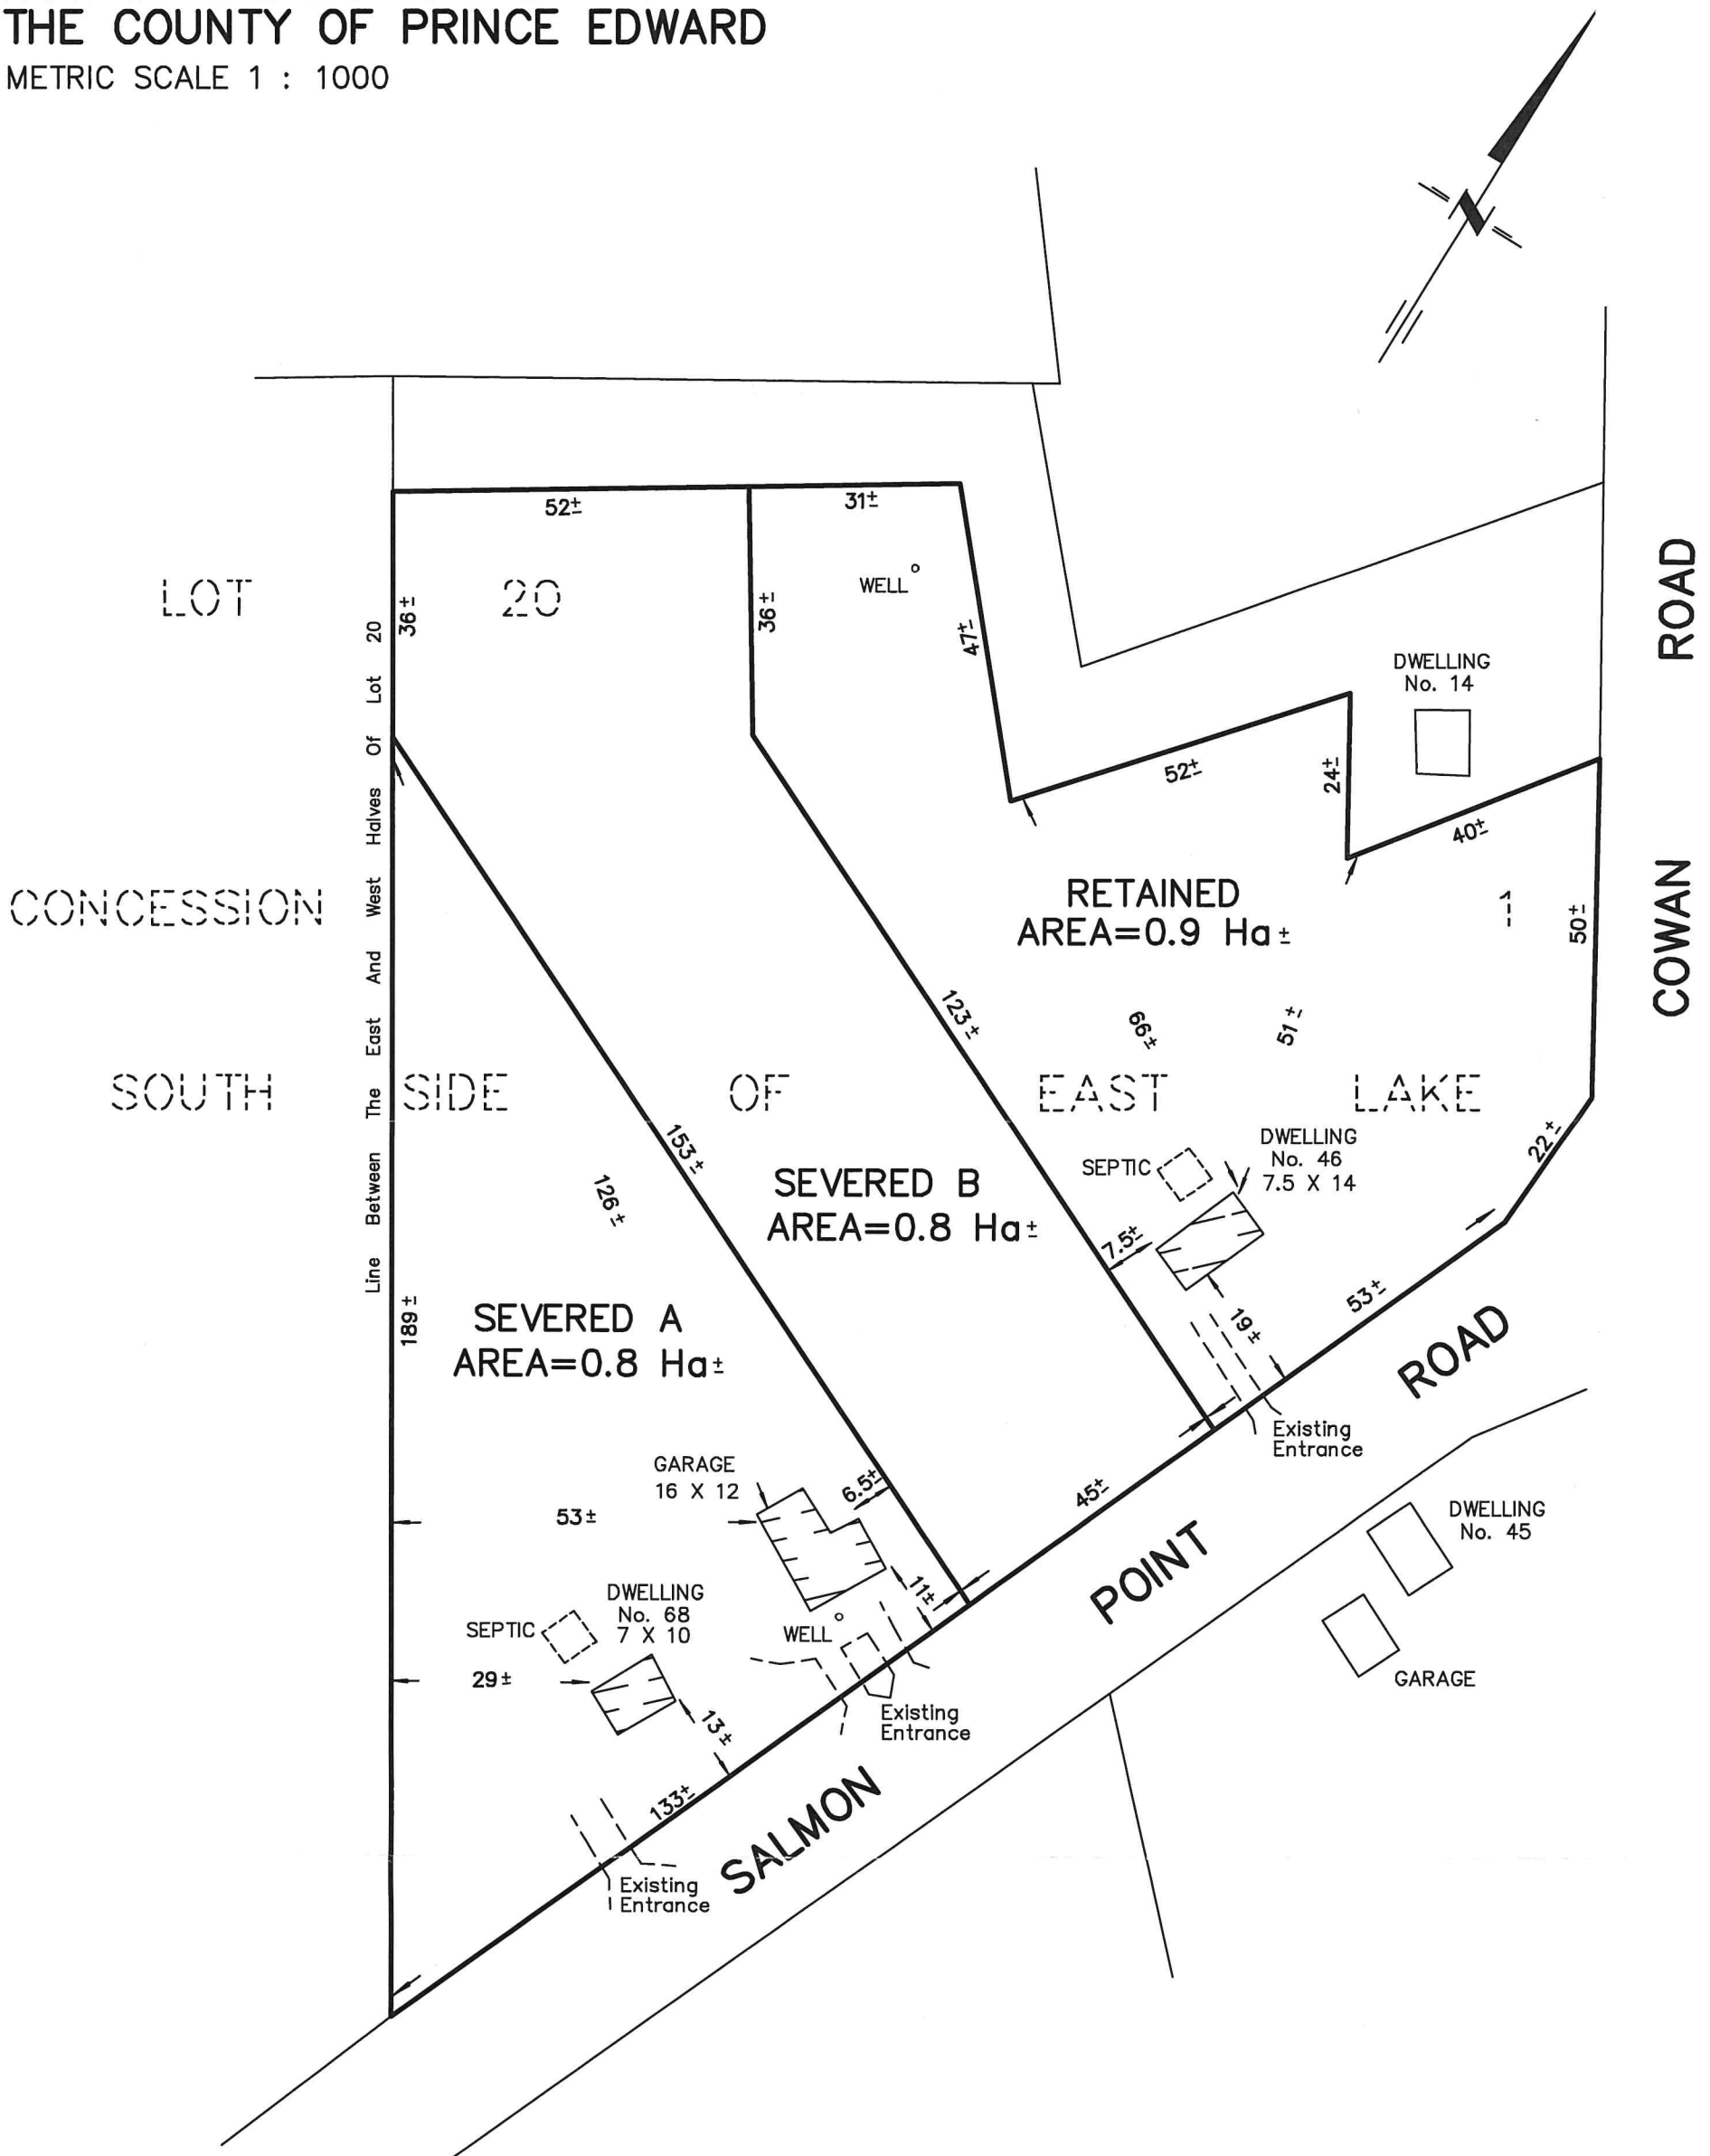 THE COUNTY OF PRINCE EDWARD
METRIC SCALE 1 : 1000
52±
31±
LOT 20
36±
36±
WELL
47±
ROAD
COWAN
DWELLING
No. 14
52±
24±
40±
Line Between The East And West Halves Of Lot 20
CONCESSION 1
RETAINED
AREA=0.9 Ha±
50±
123±
66±
51±
SOUTH SIDE OF EAST LAKE
153±
126±
SEVERED B
AREA=0.8 Ha±
SEPTIC
DWELLING
No. 46
7.5 X 14
22±
7.5±
19±
53±
189±
SEVERED A
AREA=0.8 Ha±
ROAD
Existing
Entrance
GARAGE
16 X 12
6.5±
45±
53±
DWELLING
No. 45
POINT
11±
DWELLING
No. 68
7 X 10
SEPTIC
WELL
29±
GARAGE
13±
Existing
Entrance
133±
SALMON
Existing
Entrance